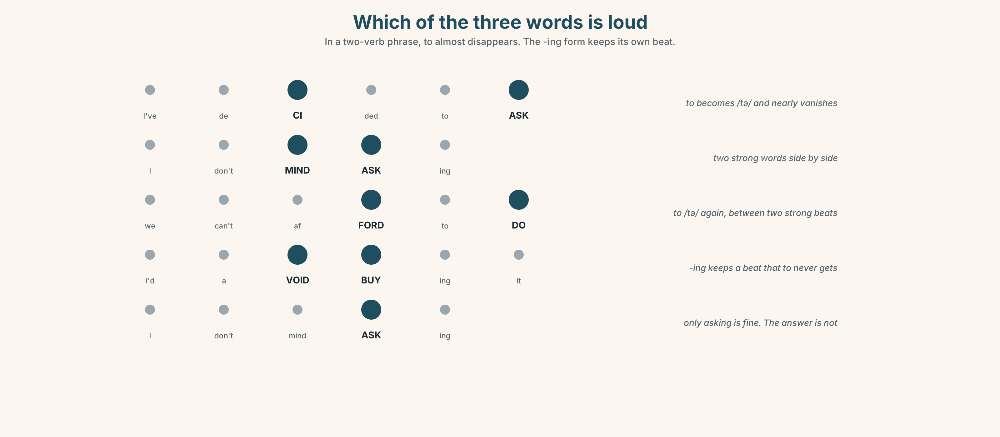 Which of the three words is loud
In a two-verb phrase, to almost disappears. The -ing form keeps its own beat.
I've de CI ded to ASK
to becomes /tə/ and nearly vanishes
I don't MIND ASK ing
two strong words side by side
we can't af FORD to DO
to /tə/ again, between two strong beats
I'd a VOID BUY ing it
-ing keeps a beat that to never gets
I don't mind ASK ing
only asking is fine. The answer is not